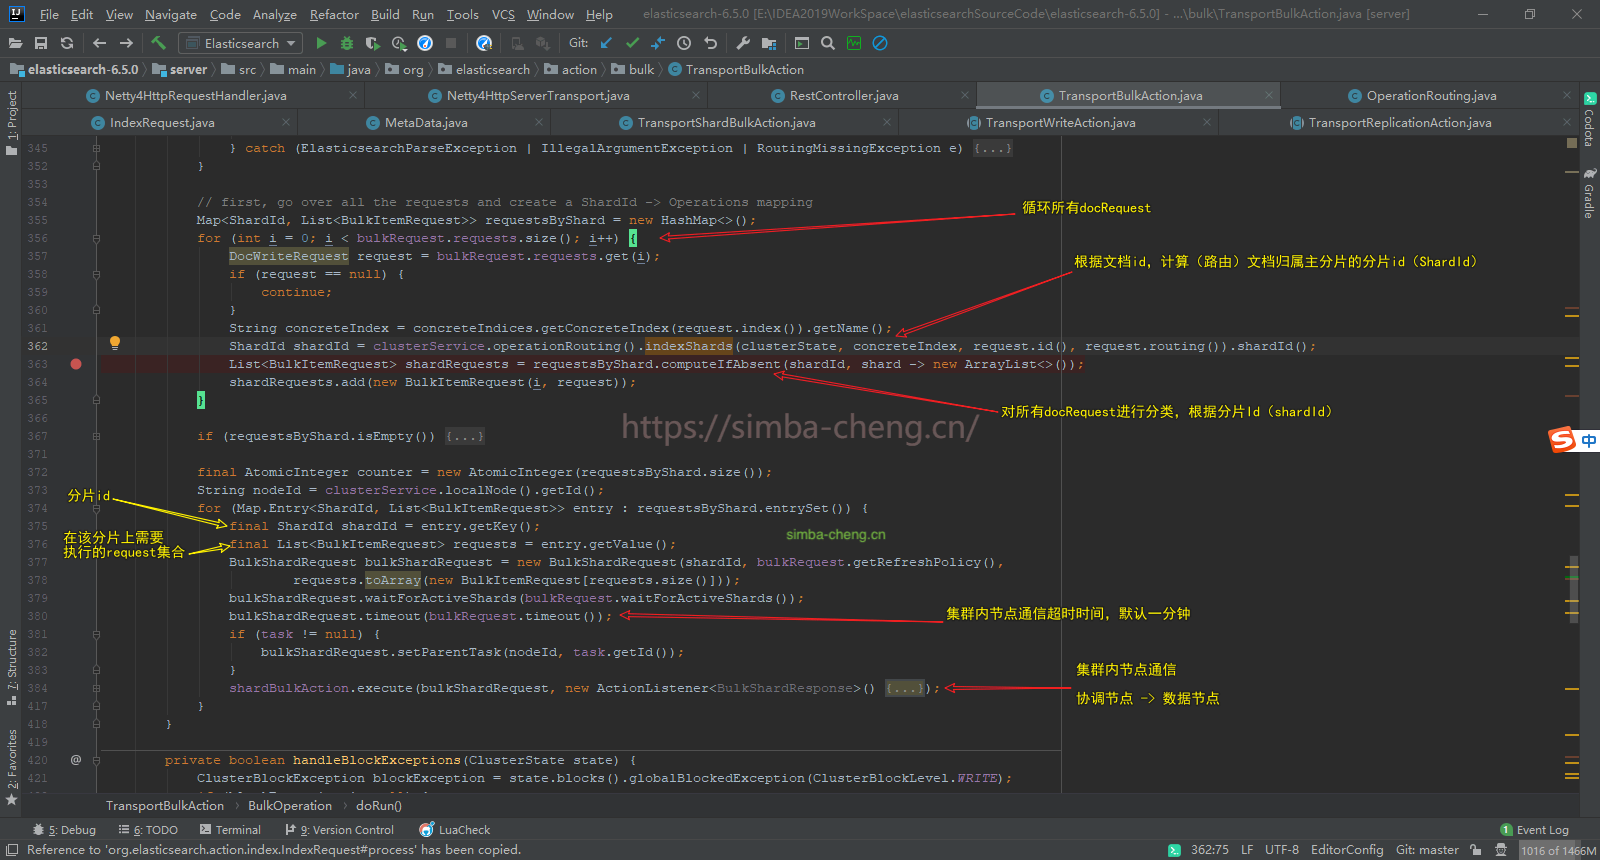 File Edit View Navigate Code Analyze Refactor Build Run Tools VCS Window Help elasticsearch-6.5.0 [E:\IDEA2019WorkSpace\elasticsearchSourceCode\elasticsearch-6.5.0] - ...\bulk\TransportBulkAction.java [server]
Elasticsearch Git:
elasticsearch-6.5.0 server src main java org elasticsearch action bulk TransportBulkAction
Netty4HttpRequestHandler.java Netty4HttpServerTransport.java RestController.java TransportBulkAction.java OperationRouting.java
IndexRequest.java MetaData.java TransportShardBulkAction.java TransportWriteAction.java TransportReplicationAction.java
1: Project
Codota
Gradle
345 } catch (ElasticsearchParseException | IllegalArgumentException | RoutingMissingException e) {...}
352 }
353
354 // first, go over all the requests and create a ShardId -> Operations mapping
355 Map<ShardId, List<BulkItemRequest>> requestsByShard = new HashMap<>();
循环所有docRequest
356 for (int i = 0; i < bulkRequest.requests.size(); i++) {
357 DocWriteRequest request = bulkRequest.requests.get(i);
根据文档id，计算（路由）文档归属主分片的分片id（ShardId）
358 if (request == null) {
359 continue;
360 }
361 String concreteIndex = concreteIndices.getConcreteIndex(request.index()).getName();
362 ShardId shardId = clusterService.operationRouting().indexShards(clusterState, concreteIndex, request.id(), request.routing()).shardId();
363 List<BulkItemRequest> shardRequests = requestsByShard.computeIfAbsent(shardId, shard -> new ArrayList<>());
364 shardRequests.add(new BulkItemRequest(i, request));
365 }
对所有docRequest进行分类，根据分片Id（shardId）
366
https://simba-cheng.cn/
367 if (requestsByShard.isEmpty()) {...}
中
371
372 final AtomicInteger counter = new AtomicInteger(requestsByShard.size());
373 String nodeId = clusterService.localNode().getId();
分片id
374 for (Map.Entry<ShardId, List<BulkItemRequest>> entry : requestsByShard.entrySet()) {
375 final ShardId shardId = entry.getKey();
simba-cheng.cn
在该分片上需要
执行的request集合
376 final List<BulkItemRequest> requests = entry.getValue();
377 BulkShardRequest bulkShardRequest = new BulkShardRequest(shardId, bulkRequest.getRefreshPolicy(),
378 requests.toArray(new BulkItemRequest[requests.size()]));
379 bulkShardRequest.waitForActiveShards(bulkRequest.waitForActiveShards());
380 bulkShardRequest.timeout(bulkRequest.timeout());
集群内节点通信超时时间，默认一分钟
381 if (task != null) {
382 bulkShardRequest.setParentTask(nodeId, task.getId());
383 }
集群内节点通信
384 shardBulkAction.execute(bulkShardRequest, new ActionListener<BulkShardResponse>() {...});
协调节点 -> 数据节点
417 }
418 }
419
420 @ private boolean handleBlockExceptions(ClusterState state) {
421 ClusterBlockException blockException = state.blocks().globalBlockedException(ClusterBlockLevel.WRITE);
7: Structure
2: Favorites
TransportBulkAction BulkOperation doRun()
5: Debug 6: TODO Terminal 9: Version Control LuaCheck 1 Event Log
Reference to 'org.elasticsearch.action.index.IndexRequest#process' has been copied. 362:75 LF UTF-8 EditorConfig Git: master 1016 of 1466M